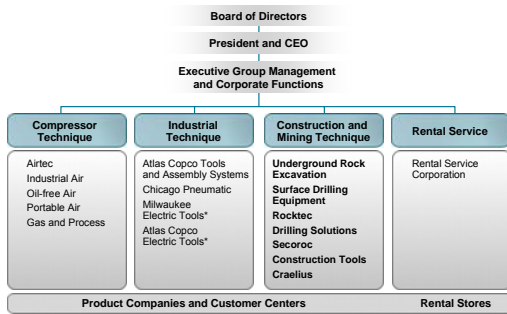 Board of Directors
President and CEO
Executive Group Management
and Corporate Functions
Compressor
Technique
Industrial
Technique
Construction and
Mining Technique
Rental Service
Airtec
Industrial Air
Oil-free Air
Portable Air
Gas and Process
Atlas Copco Tools
and Assembly Systems
Chicago Pneumatic
Milwaukee
Electric Tools*
Atlas Copco
Electric Tools*
Underground Rock
Excavation
Surface Drilling
Equipment
Rocktec
Drilling Solutions
Secoroc
Construction Tools
Craelius
Rental Service
Corporation
Product Companies and Customer Centers
Rental Stores